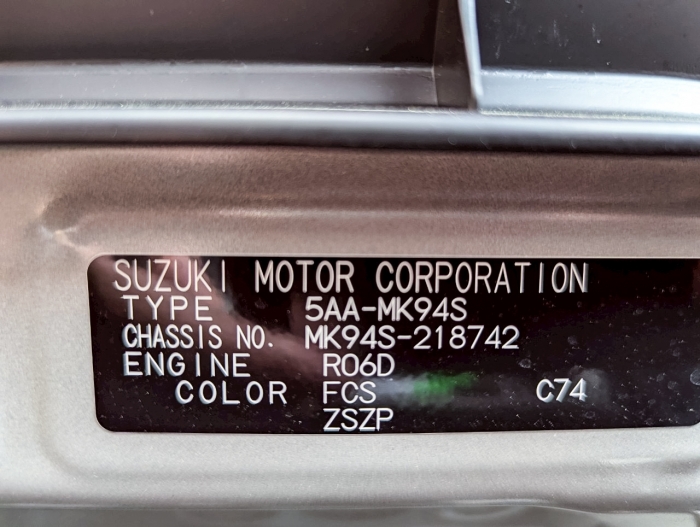 SUZUKI MOTOR CORPORATION
TYPE 5AA-MK94S
CHASSIS NO. MK94S-218742
ENGINE R06D
COLOR FCS C74
ZSZP